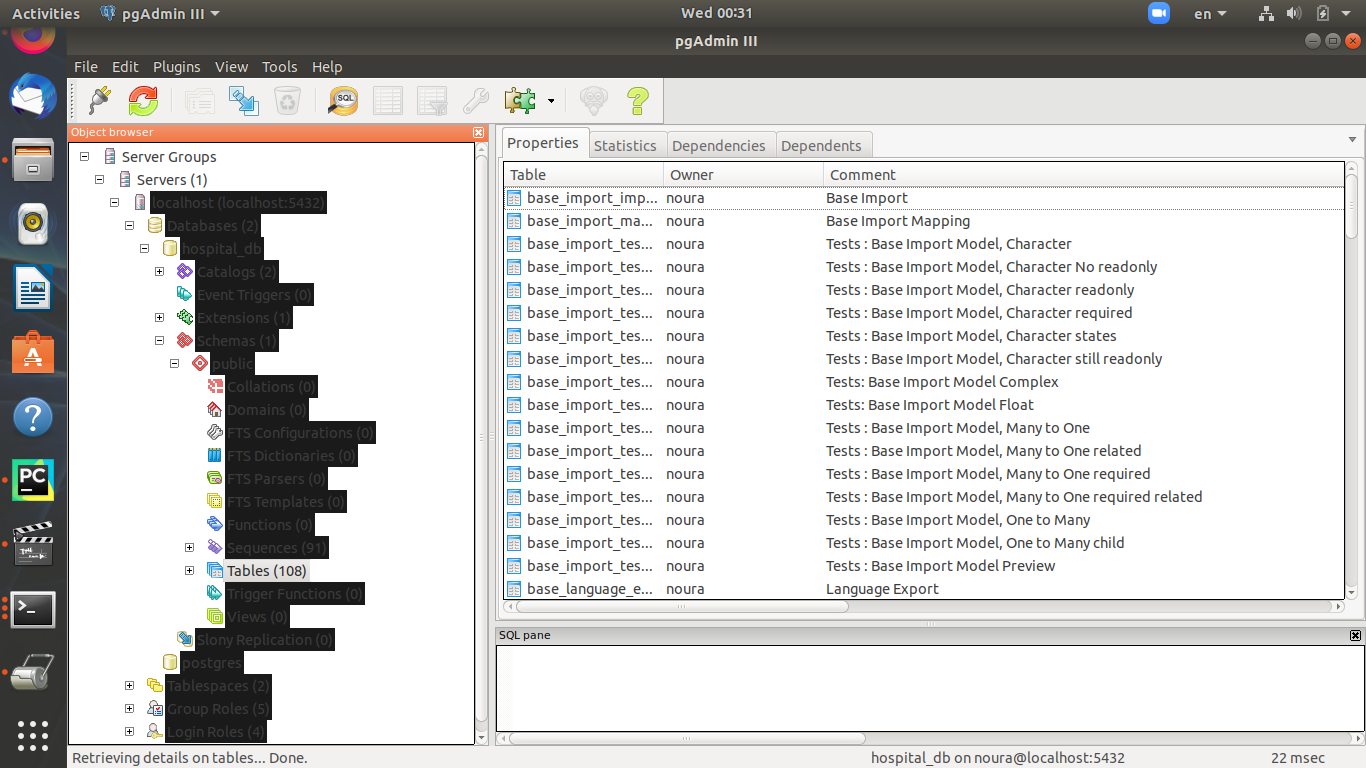 Activities pgAdmin III Wed 00:31 en
pgAdmin III
File Edit Plugins View Tools Help
SQL
Object browser
Server Groups
Servers (1)
localhost (localhost:5432)
Databases (2)
hospital_db
Catalogs (2)
Event Triggers (0)
Extensions (1)
Schemas (1)
public
Collations (0)
Domains (0)
FTS Configurations (0)
FTS Dictionaries (0)
FTS Parsers (0)
FTS Templates (0)
Functions (0)
Sequences (91)
Tables (108)
Trigger Functions (0)
Views (0)
Slony Replication (0)
postgres
Tablespaces (2)
Group Roles (5)
Login Roles (4)
Properties Statistics Dependencies Dependents
Table Owner Comment
base_import_imp... noura Base Import
base_import_ma... noura Base Import Mapping
base_import_tes... noura Tests : Base Import Model, Character
base_import_tes... noura Tests : Base Import Model, Character No readonly
base_import_tes... noura Tests : Base Import Model, Character readonly
base_import_tes... noura Tests : Base Import Model, Character required
base_import_tes... noura Tests : Base Import Model, Character states
base_import_tes... noura Tests : Base Import Model, Character still readonly
base_import_tes... noura Tests: Base Import Model Complex
base_import_tes... noura Tests: Base Import Model Float
base_import_tes... noura Tests : Base Import Model, Many to One
base_import_tes... noura Tests : Base Import Model, Many to One related
base_import_tes... noura Tests : Base Import Model, Many to One required
base_import_tes... noura Tests : Base Import Model, Many to One required related
base_import_tes... noura Tests : Base Import Model, One to Many
base_import_tes... noura Tests : Base Import Model, One to Many child
base_import_tes... noura Tests : Base Import Model Preview
base_language_e... noura Language Export
SQL pane
PC
Retrieving details on tables... Done. hospital_db on noura@localhost:5432 22 msec